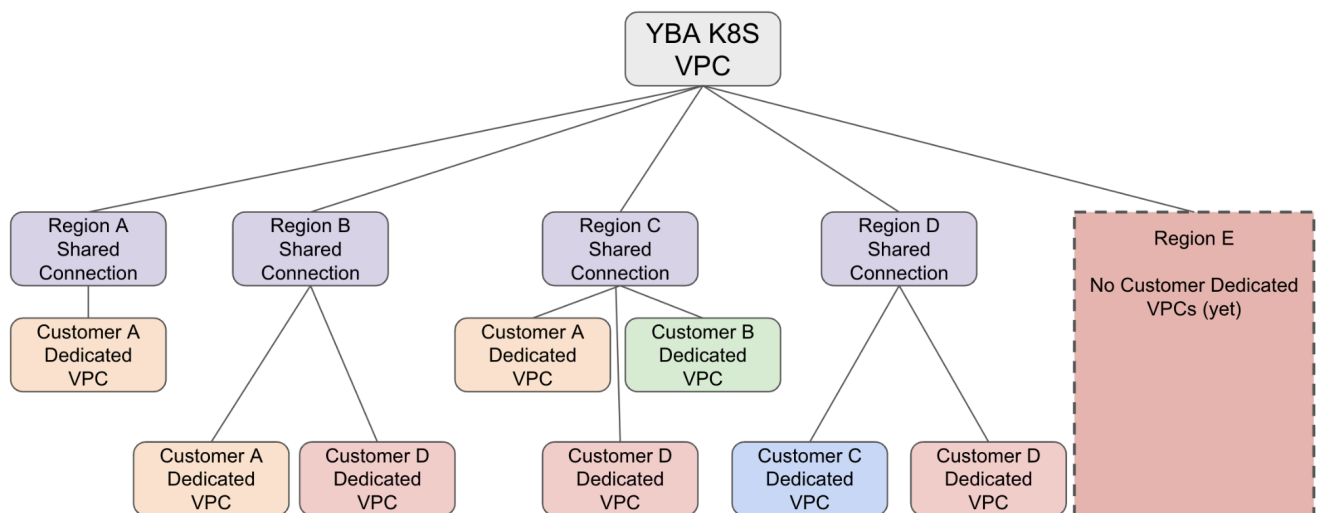 YBA K8S
VPC
Region A
Shared
Connection
Region B
Shared
Connection
Region C
Shared
Connection
Region D
Shared
Connection
Region E
No Customer Dedicated
VPCs (yet)
Customer A
Dedicated
VPC
Customer A
Dedicated
VPC
Customer B
Dedicated
VPC
Customer A
Dedicated
VPC
Customer D
Dedicated
VPC
Customer D
Dedicated
VPC
Customer C
Dedicated
VPC
Customer D
Dedicated
VPC